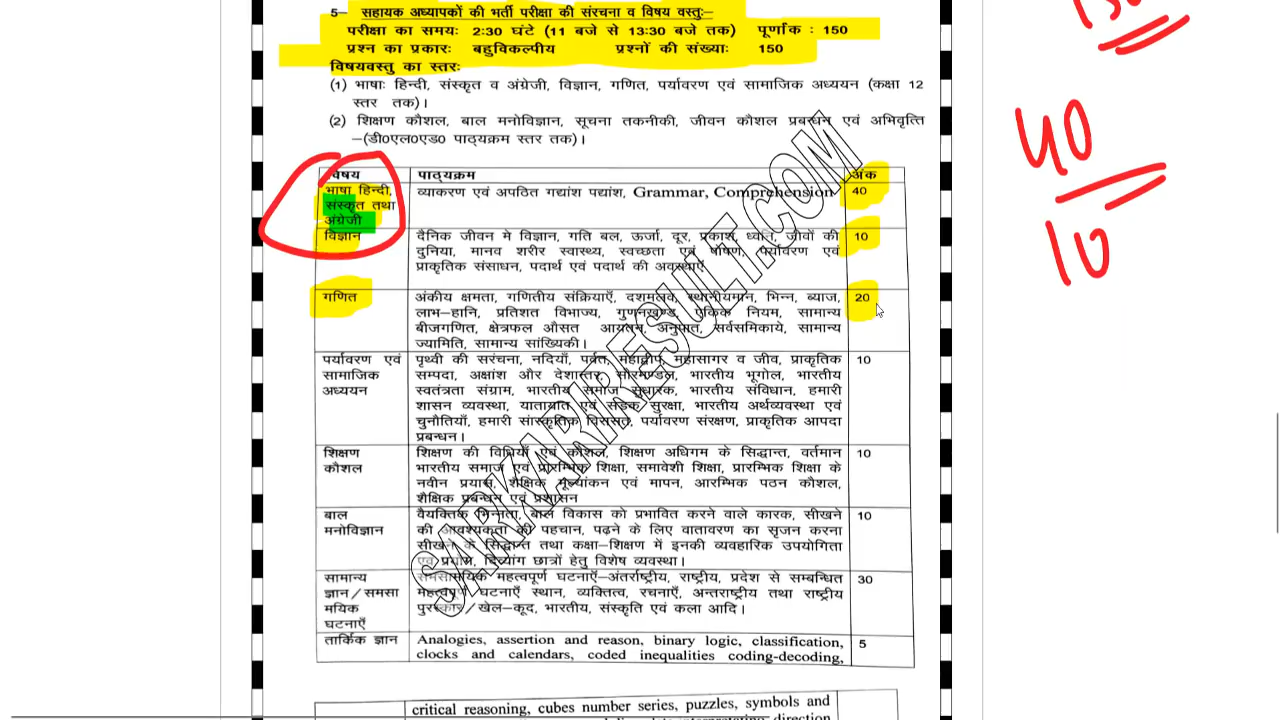 5- सहायक अध्यापकों की भर्ती परीक्षा की संरचना व विषय वस्तुः-
परीक्षा का समयः 2:30 घंटे (11 बजे से 13:30 बजे तक) पूर्णांक : 150
प्रश्न का प्रकारः बहुविकल्पीय प्रश्नों की संख्याः 150
विषयवस्तु का स्तरः
(1) भाषाः हिन्दी, संस्कृत व अंग्रेजी, विज्ञान, गणित, पर्यावरण एवं सामाजिक अध्ययन (कक्षा 12
स्तर तक)।
(2) शिक्षण कौशल, बाल मनोविज्ञान, सूचना तकनीकी, जीवन कौशल प्रबन्धन एवं अभिवृत्ति
-(डी0एल0एड0 पाठ्यक्रम स्तर तक)।
40
10
विषय पाठ्यक्रम अंक
भाषा हिन्दी, व्याकरण एवं अपठित गद्यांश पद्यांश, Grammar, Comprehension 40
संस्कृत तथा
अंग्रेजी
विज्ञान दैनिक जीवन मे विज्ञान, गति बल, ऊर्जा, दूर, प्रकाश, ध्वनि, जीवों की 10
दुनिया, मानव शरीर स्वास्थ्य, स्वच्छता एवं पोषण, पर्यावरण एवं
प्राकृतिक संसाधन, पदार्थ एवं पदार्थ की अवस्थाएँ
गणित अंकीय क्षमता, गणितीय संक्रियाएँ, दशमलव, स्थानीयमान, भिन्न, ब्याज, 20
लाभ-हानि, प्रतिशत विभाज्य, गुणनखण्ड, ऐकिक नियम, सामान्य
बीजगणित, क्षेत्रफल औसत आयतन, अनुपात, सर्वसमिकाये, सामान्य
ज्यामिति, सामान्य सांख्यिकी।
पर्यावरण एवं पृथ्वी की सरंचना, नदियाँ, पर्वत, महाद्वीप, महासागर व जीव, प्राकृतिक 10
सामाजिक सम्पदा, अक्षांश और देशान्तर, सौरमण्डल, भारतीय भूगोल, भारतीय
अध्ययन स्वतंत्रता संग्राम, भारतीय समाज सुधारक, भारतीय संविधान, हमारी
शासन व्यवस्था, यातायात एवं सड़क सुरक्षा, भारतीय अर्थव्यवस्था एवं
चुनौतियाँ, हमारी सांस्कृतिक विरासत, पर्यावरण संरक्षण, प्राकृतिक आपदा
प्रबन्धन।
शिक्षण शिक्षण की विधियाँ एवं कौशल, शिक्षण अधिगम के सिद्धान्त, वर्तमान 10
कौशल भारतीय समाज एवं प्रारम्भिक शिक्षा, समावेशी शिक्षा, प्रारम्भिक शिक्षा के
नवीन प्रयास, शैक्षिक मूल्यांकन एवं मापन, आरम्भिक पठन कौशल,
शैक्षिक प्रबन्धन एवं प्रशासन
बाल वैयक्तिक भिन्नता, बाल विकास को प्रभावित करने वाले कारक, सीखने 10
मनोविज्ञान की आवश्यकता की पहचान, पढ़ने के लिए वातावरण का सृजन करना
सीखने के सिद्धान्त तथा कक्षा-शिक्षण में इनकी व्यवहारिक उपयोगिता
एवं प्रयोग, दिव्यांग छात्रों हेतु विशेष व्यवस्था।
सामान्य समसामयिक महत्वपूर्ण घटनाएँ-अंतर्राष्ट्रीय, राष्ट्रीय, प्रदेश से सम्बन्धित 30
ज्ञान/समसा महत्वपूर्ण घटनाएँ स्थान, व्यक्तित्व, रचनाएँ, अन्तराष्ट्रीय तथा राष्ट्रीय
मयिक पुरस्कार/खेल-कूद, भारतीय, संस्कृति एवं कला आदि।
घटनाएँ
तार्किक ज्ञान Analogies, assertion and reason, binary logic, classification, 5
clocks and calendars, coded inequalities coding-decoding,
critical reasoning, cubes number series, puzzles, symbols and
SARKARIRESULT.COM